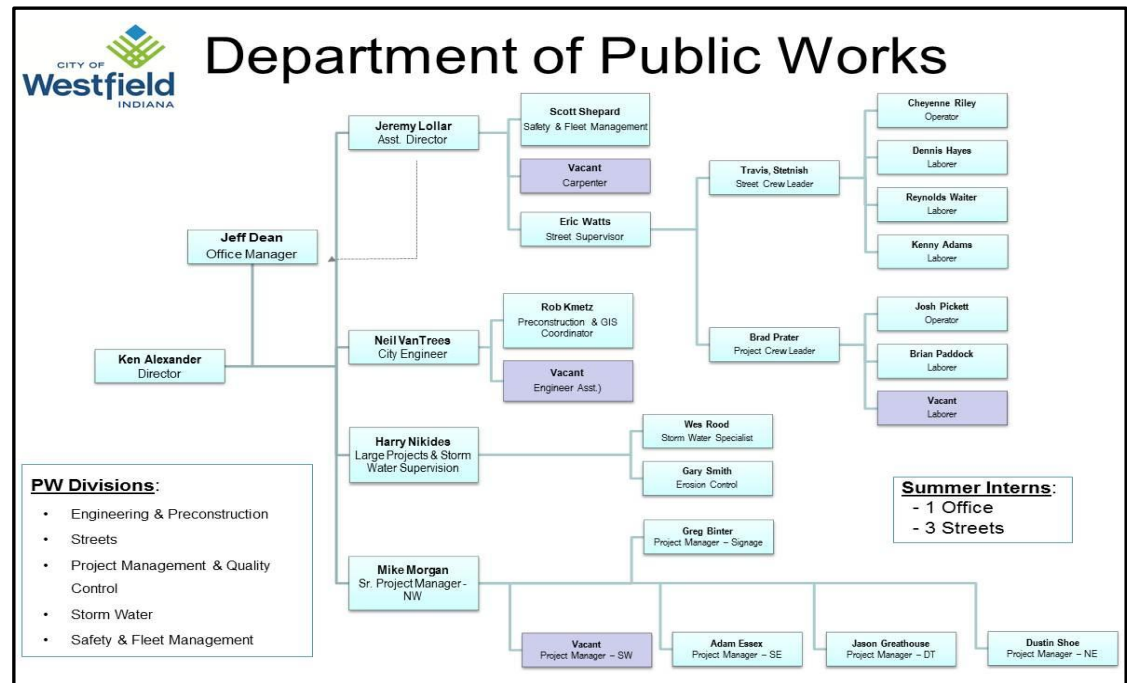 CITY OF
Westfield
INDIANA
Department of Public Works
Jeremy Lollar
Asst. Director
Scott Shepard
Safety & Fleet Management
Vacant
Carpenter
Eric Watts
Street Supervisor
Travis, Stetnish
Street Crew Leader
Cheyenne Riley
Operator
Dennis Hayes
Laborer
Reynolds Waiter
Laborer
Kenny Adams
Laborer
Jeff Dean
Office Manager
Ken Alexander
Director
Neil VanTrees
City Engineer
Rob Kmetz
Preconstruction & GIS
Coordinator
Vacant
Engineer Asst.)
Brad Prater
Project Crew Leader
Josh Pickett
Operator
Brian Paddock
Laborer
Vacant
Laborer
Harry Nikides
Large Projects & Storm
Water Supervision
Wes Rood
Storm Water Specialist
Gary Smith
Erosion Control
Mike Morgan
Sr. Project Manager-
NW
Greg Binter
Project Manager – Signage
Vacant
Project Manager – SW
Adam Essex
Project Manager – SE
Jason Greathouse
Project Manager – DT
Dustin Shoe
Project Manager – NE
PW Divisions:
• Engineering & Preconstruction
• Streets
• Project Management & Quality
Control
• Storm Water
• Safety & Fleet Management
Summer Interns:
- 1 Office
- 3 Streets